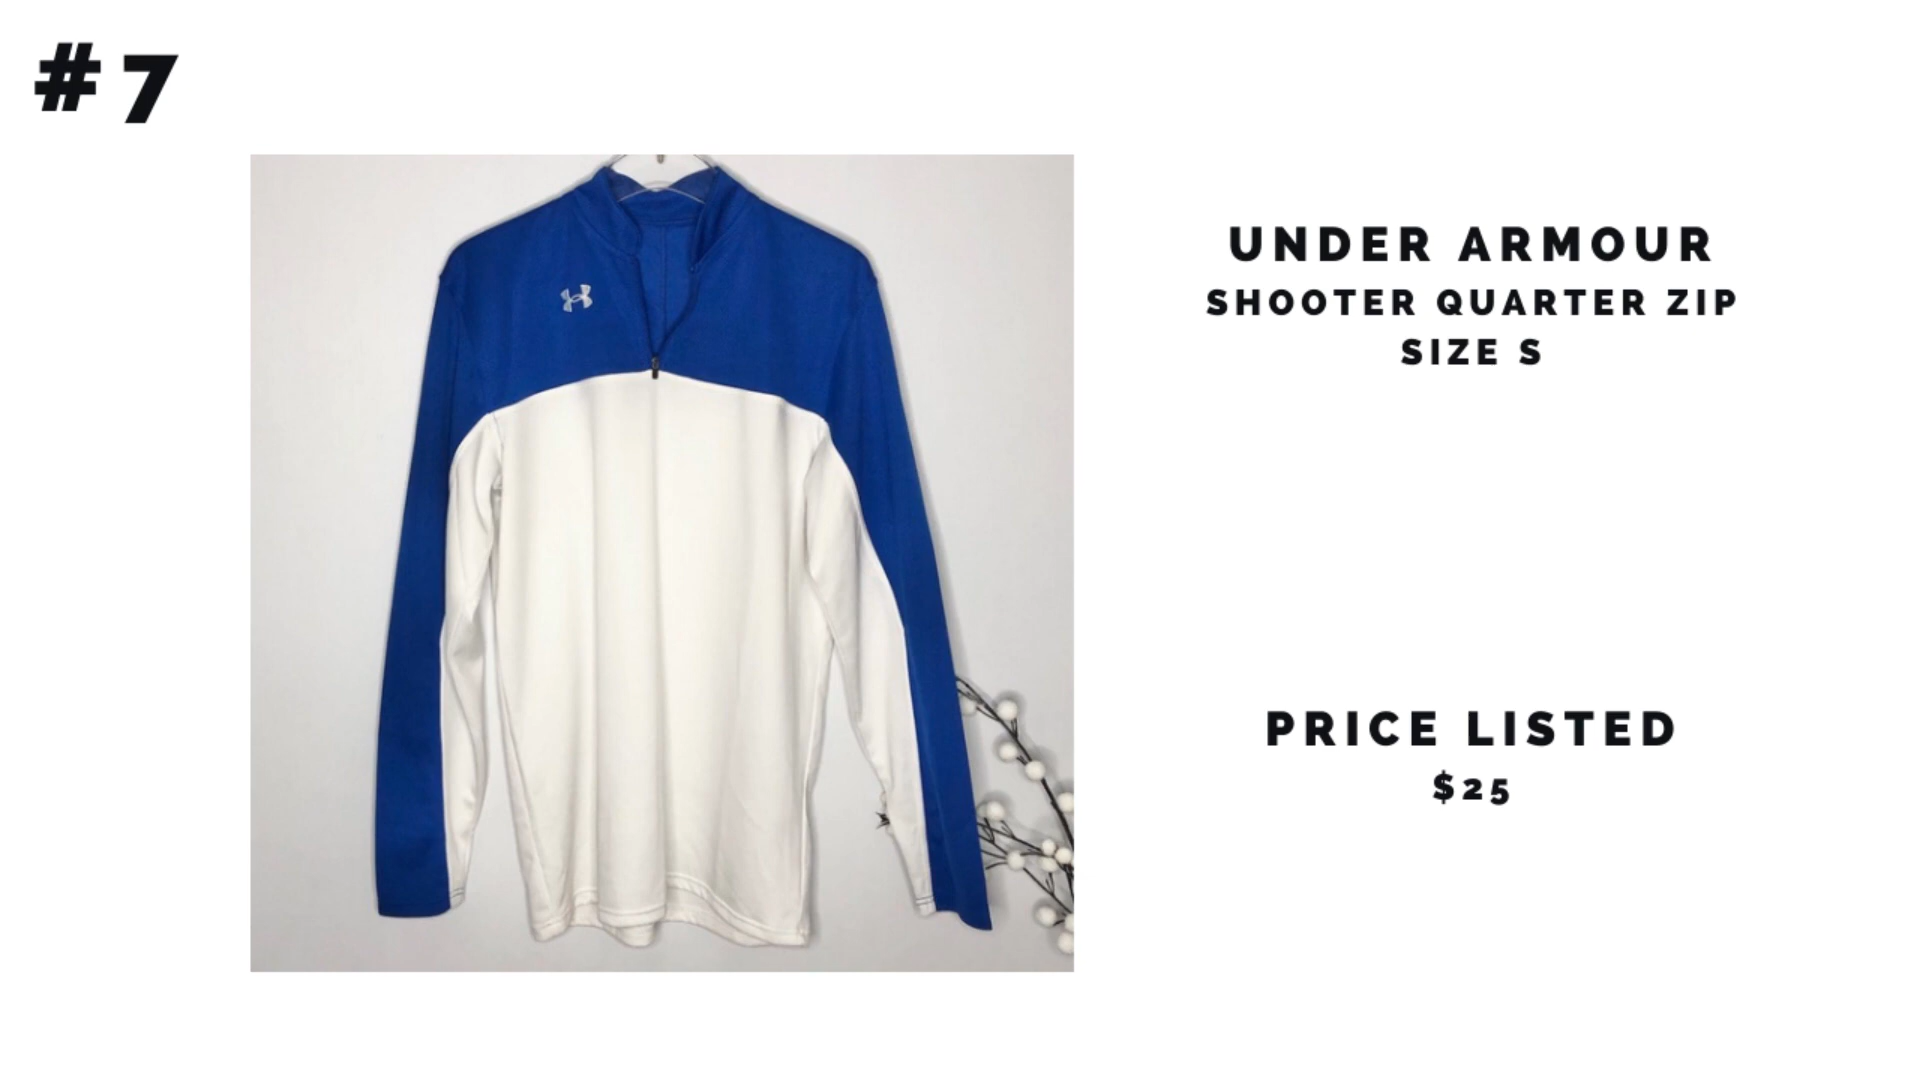 #7
UNDER ARMOUR
SHOOTER QUARTER ZIP
SIZE S
PRICE LISTED
$25